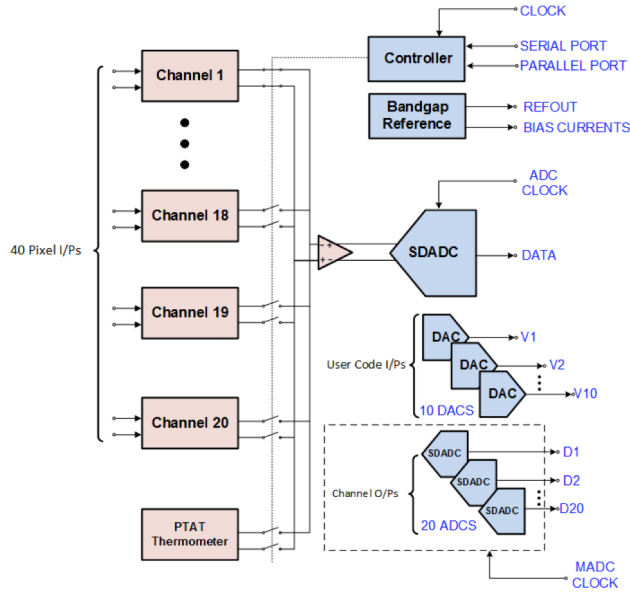 CLOCK
Channel 1
Controller
SERIAL PORT
PARALLEL PORT
Bandgap
Reference
REFOUT
BIAS CURRENTS
ADC
CLOCK
Channel 18
40 Pixel I/Ps
- +
+ -
SDADC
DATA
Channel 19
User Code I/Ps
DAC
V1
DAC
V2
DAC
V10
10 DACS
Channel 20
Channel O/Ps
SDADC
D1
SDADC
D2
SDADC
D20
20 ADCS
PTAT
Thermometer
MADC
CLOCK